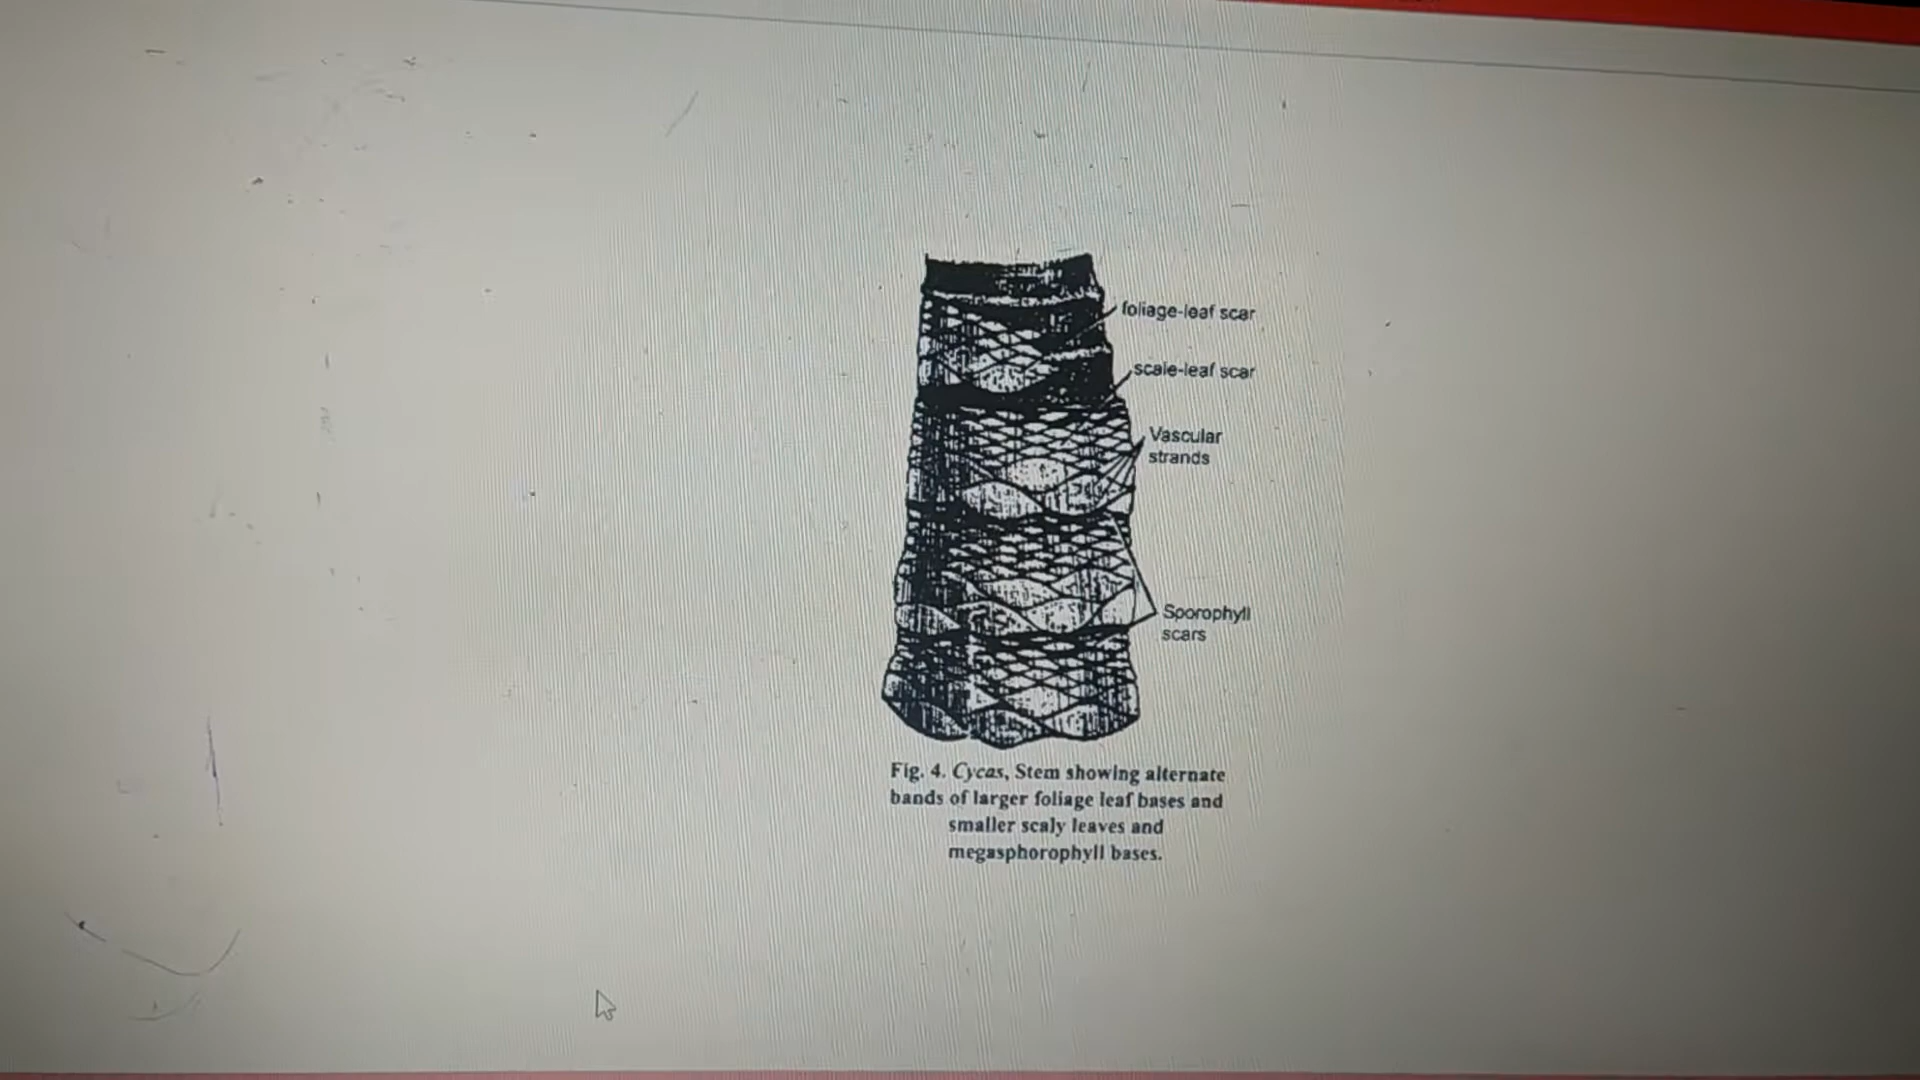 foliage-leaf scar
scale-leaf scar
Vascular
strands
Sporophyll
scars
Fig. 4. Cycas, Stem showing alternate
bands of larger foliage leaf bases and
smaller scaly leaves and
megasphorophyll bases.